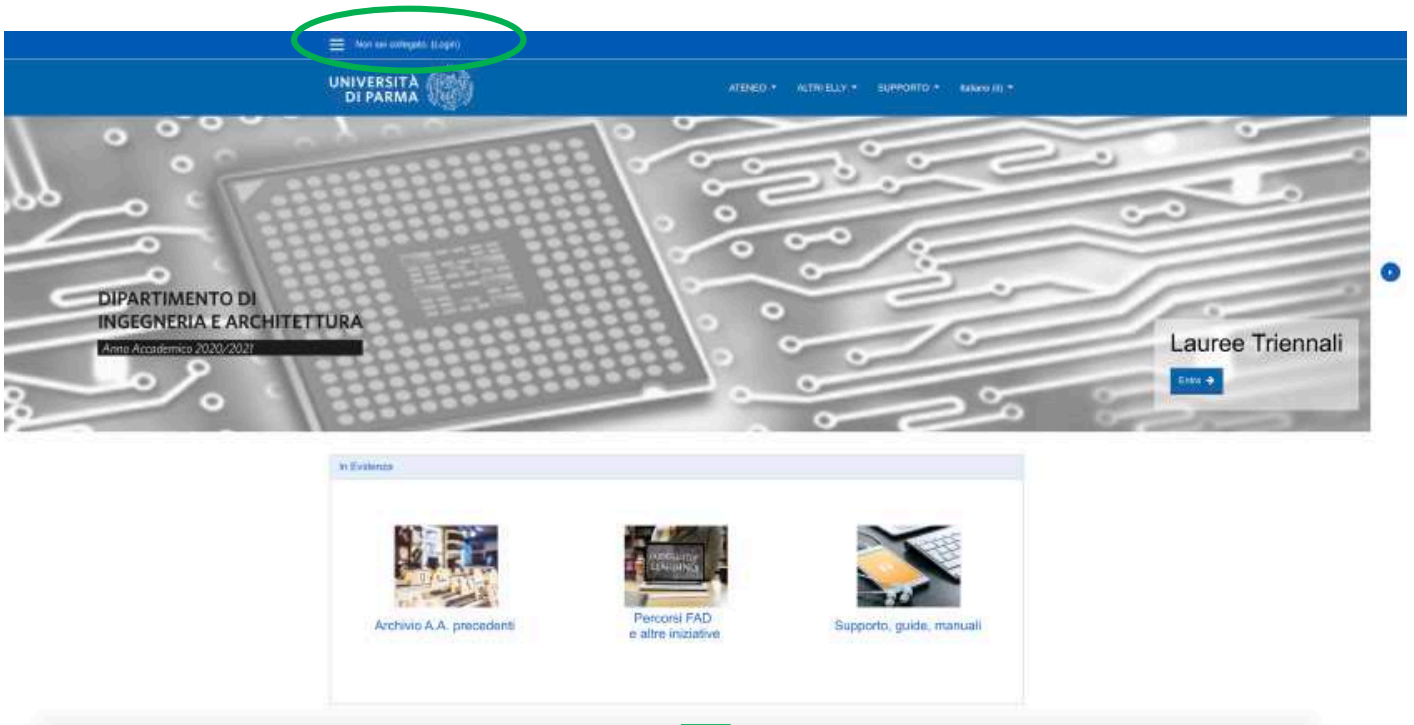 Non sei collegato. (Login)
UNIVERSITÀ
DI PARMA
ATENEO
ALTRI ELLY
SUPPORTO
Italiano (it)
DIPARTIMENTO DI
INGEGNERIA E ARCHITETTURA
Anno Accademico 2020/2021
Lauree Triennali
Entra
In Evidenza
Archivio A.A. precedenti
Percorsi FAD
e altre iniziative
Supporto, guide, manuali